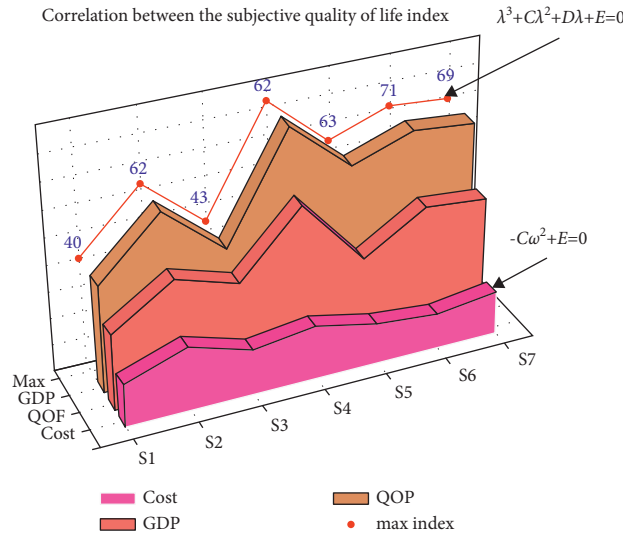 Correlation between the subjective quality of life index
λ³+Cλ²+Dλ+E=0
-Cω²+E=0
40
62
43
62
63
71
69
Max
GDP
QOF
Cost
S1
S2
S3
S4
S5
S6
S7
Cost
QOP
GDP
max index